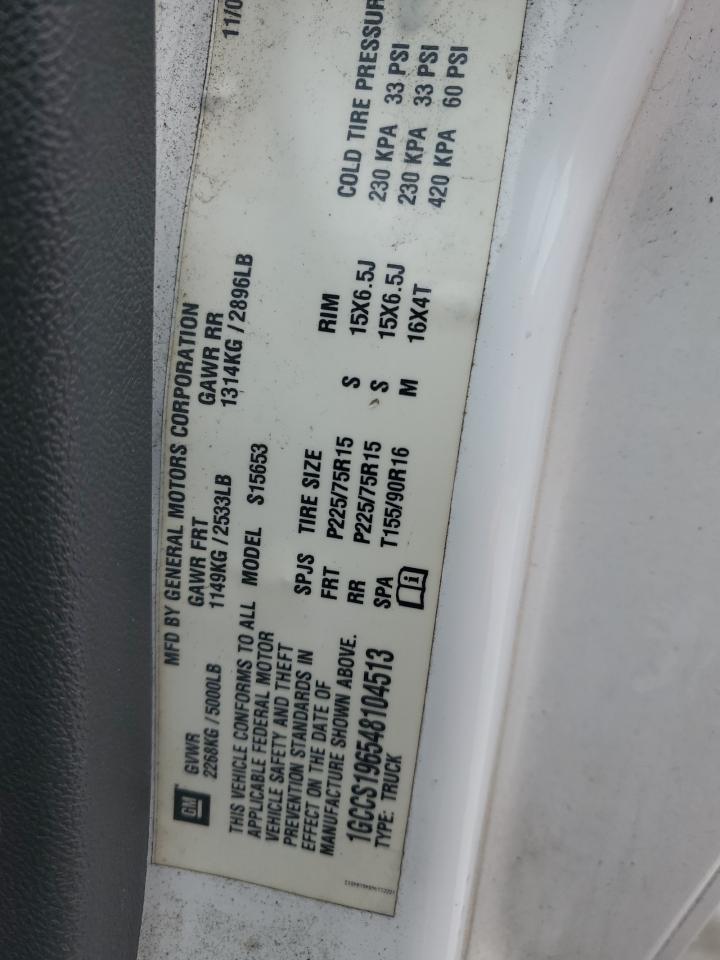 MFD BY GENERAL MOTORS CORPORATION
11/0
GM
GVWR GAWR FRT GAWR RR
2268KG/5000LB 1149KG/2533LB 1314KG/2896LB
THIS VEHICLE CONFORMS TO ALL
APPLICABLE FEDERAL MOTOR
VEHICLE SAFETY AND THEFT
PREVENTION STANDARDS IN
EFFECT ON THE DATE OF
MANUFACTURE SHOWN ABOVE.
1GCCS196548104513
TYPE: TRUCK
MODEL S15653
SPJS TIRE SIZE RIM COLD TIRE PRESSUR
FRT P225/75R15 S 15X6.5J 230 KPA 33 PSI
RR P225/75R15 S 15X6.5J 230 KPA 33 PSI
SPA T155/90R16 M 16X4T 420 KPA 60 PSI